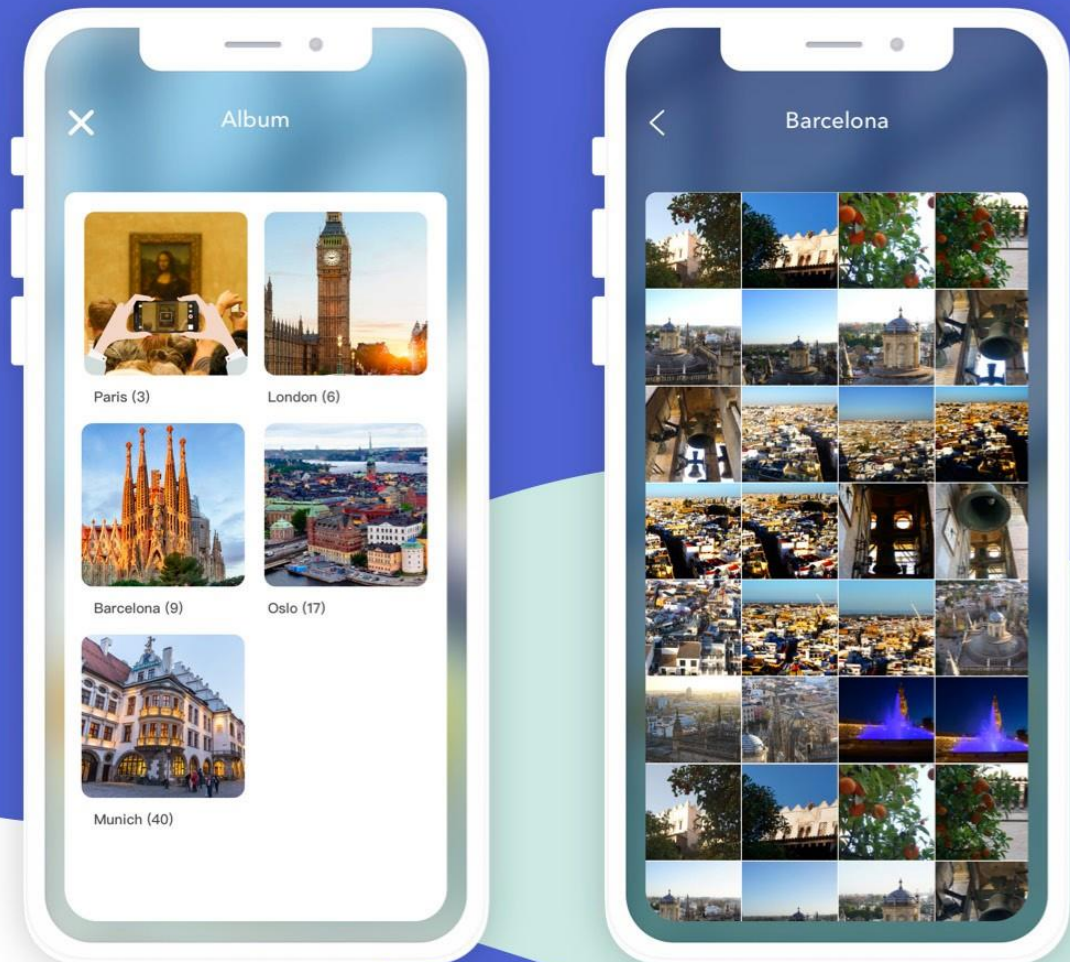 Album
Paris (3)
London (6)
Barcelona (9)
Oslo (17)
Munich (40)
Barcelona